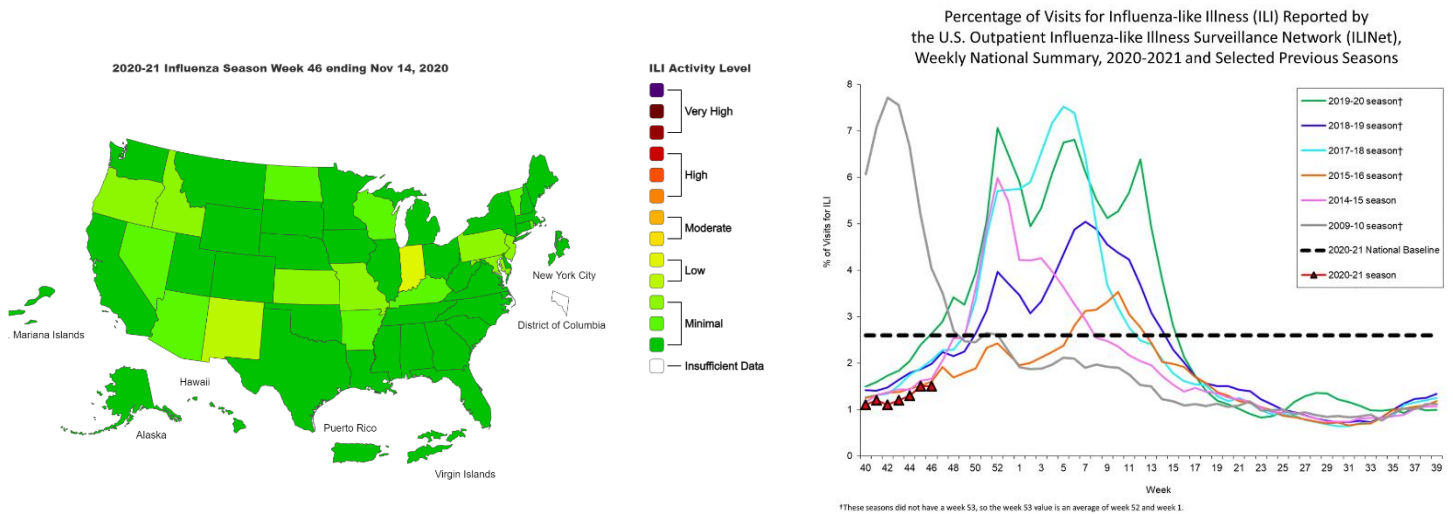 2020-21 Influenza Season Week 46 ending Nov 14, 2020
ILI Activity Level
Very High
High
Moderate
Low
Minimal
Insufficient Data
New York City
District of Columbia
. Mariana Islands
Hawaii
Alaska
Puerto Rico
Virgin Islands
Percentage of Visits for Influenza-like Illness (ILI) Reported by
the U.S. Outpatient Influenza-like Illness Surveillance Network (ILINet),
Weekly National Summary, 2020-2021 and Selected Previous Seasons
% of Visits for ILI
8
7
6
5
4
3
2
1
0
40 42 44 46 48 50 52 1 3 5 7 9 11 13 15 17 19 21 23 25 27 29 31 33 35 37 39
Week
2019-20 season†
2018-19 season†
2017-18 season†
2015-16 season†
2014-15 season
2009-10 season†
2020-21 National Baseline
2020-21 season
†These seasons did not have a week 53, so the week 53 value is an average of week 52 and week 1.